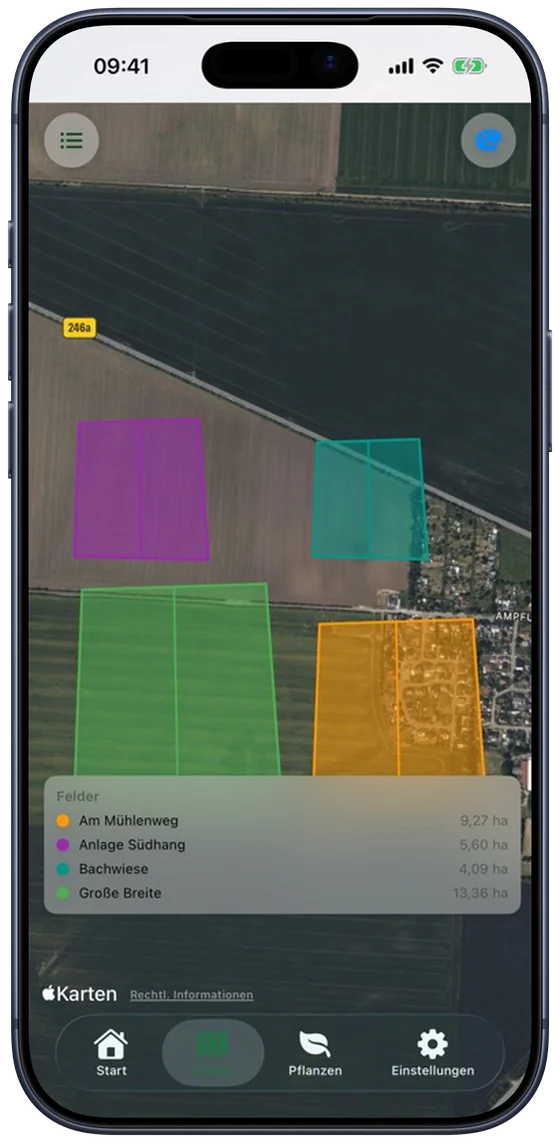 09:41
246a
AMPFU
Felder
Am Mühlenweg 9,27 ha
Anlage Südhang 5,60 ha
Bachwiese 4,09 ha
Große Breite 13,36 ha
Karten Rechtl. Informationen
Start Pflanzen Einstellungen